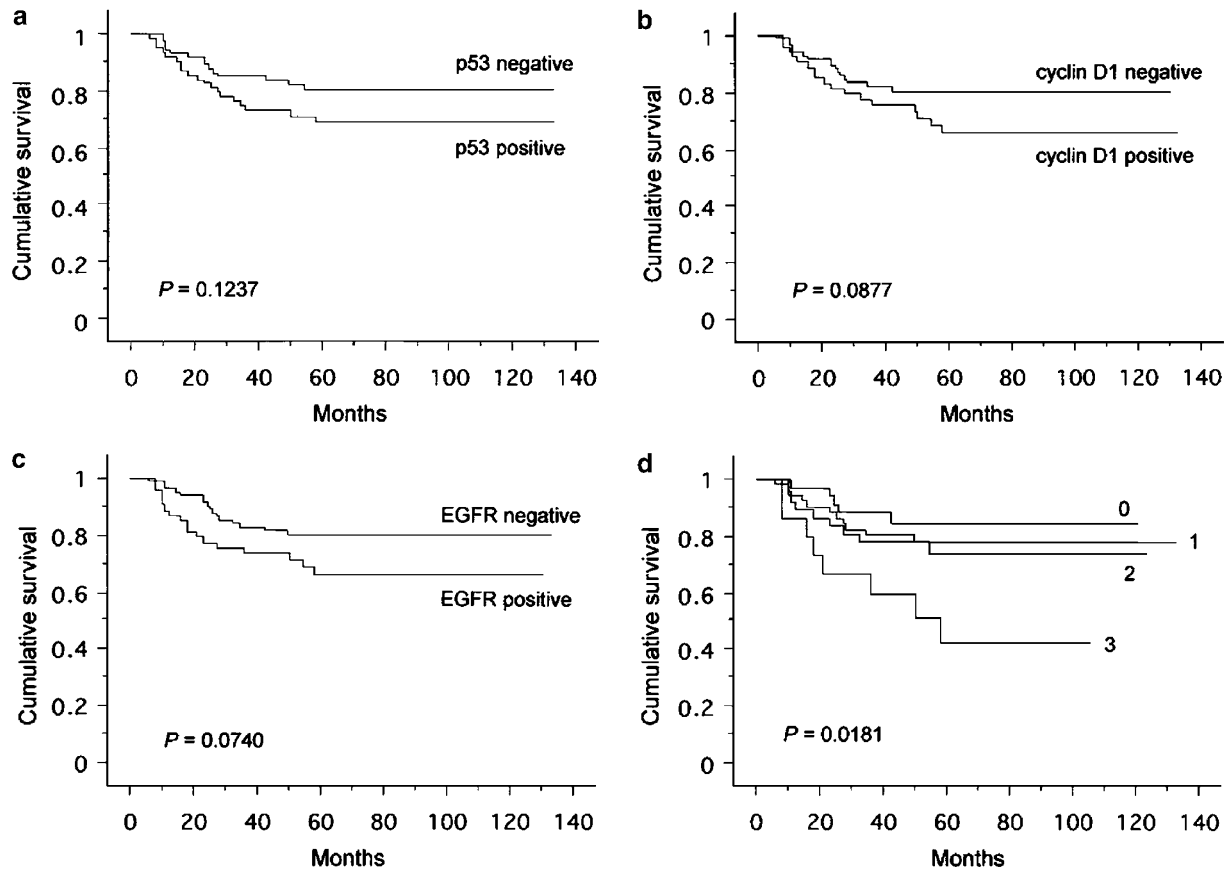 a
Cumulative survival
1
0.8
0.6
0.4
0.2
0
p53 negative
p53 positive
P = 0.1237
0 20 40 60 80 100 120 140
Months
b
Cumulative survival
1
0.8
0.6
0.4
0.2
0
cyclin D1 negative
cyclin D1 positive
P = 0.0877
0 20 40 60 80 100 120 140
Months
c
Cumulative survival
1
0.8
0.6
0.4
0.2
0
EGFR negative
EGFR positive
P = 0.0740
0 20 40 60 80 100 120 140
Months
d
Cumulative survival
1
0.8
0.6
0.4
0.2
0
0
1
2
3
P = 0.0181
0 20 40 60 80 100 120 140
Months